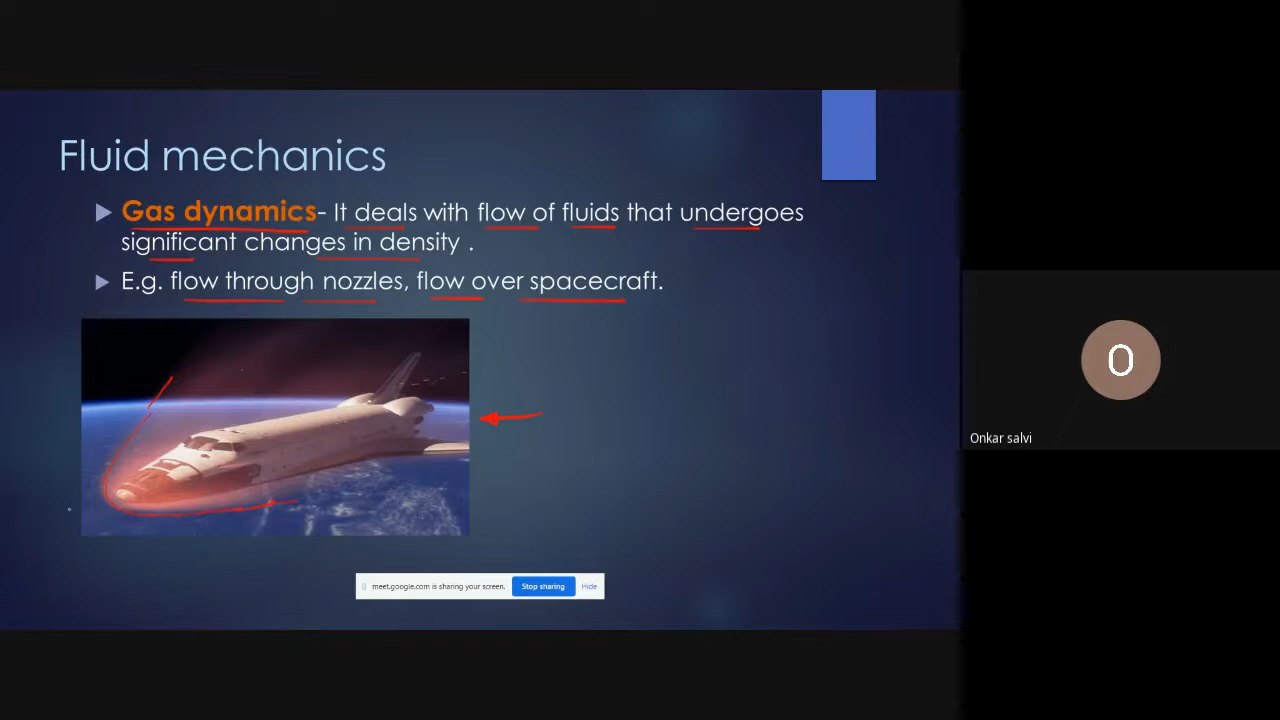 Fluid mechanics
Gas dynamics- It deals with flow of fluids that undergoes
significant changes in density .
E.g. flow through nozzles, flow over spacecraft.
meet.google.com is sharing your screen. Stop sharing Hide
O
Onkar salvi